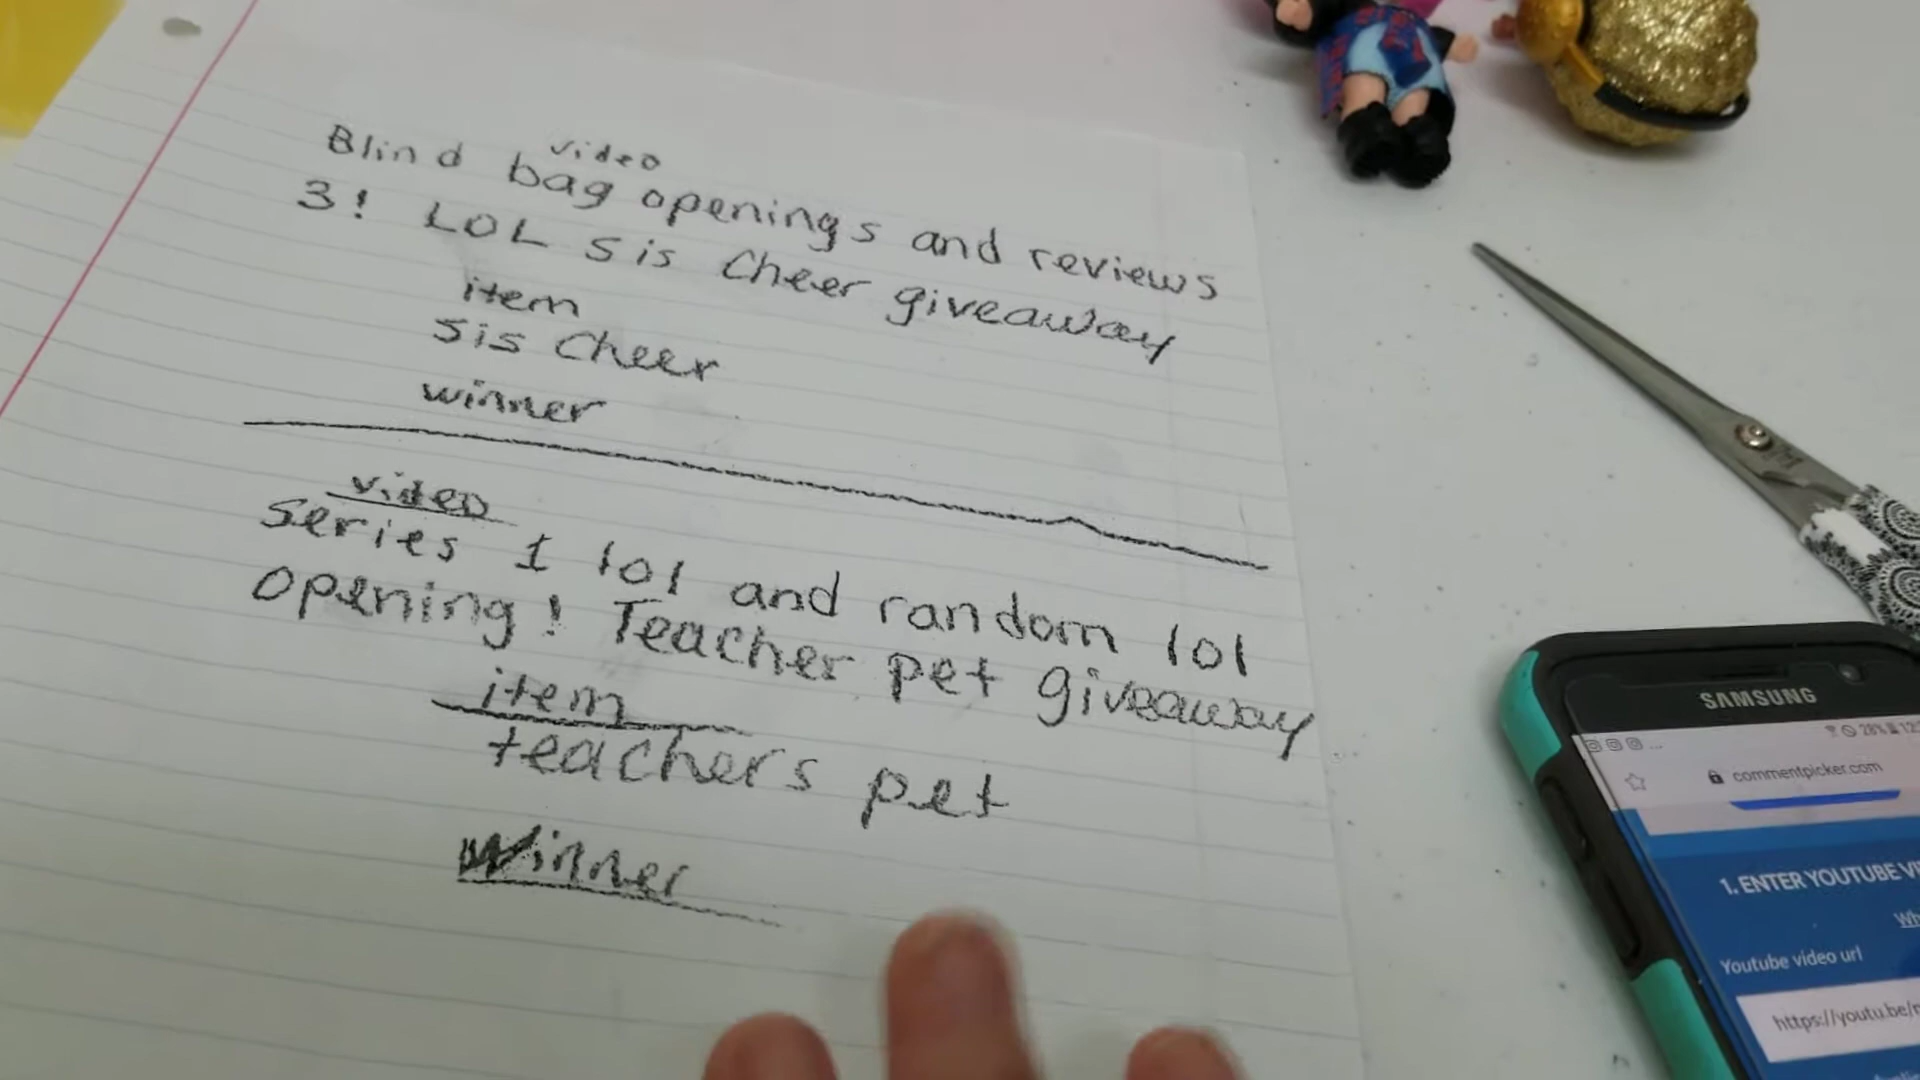 video
Blind bag openings and reviews
3! LOL Sis Cheer giveaway
item
Sis Cheer
winner
video
Series 1 lol and random lol
opening! Teacher pet giveaway
item
teachers pet
Winner
SAMSUNG
28%
commentpicker.com
1. ENTER YOUTUBE
Youtube video url
https://youtu.be/